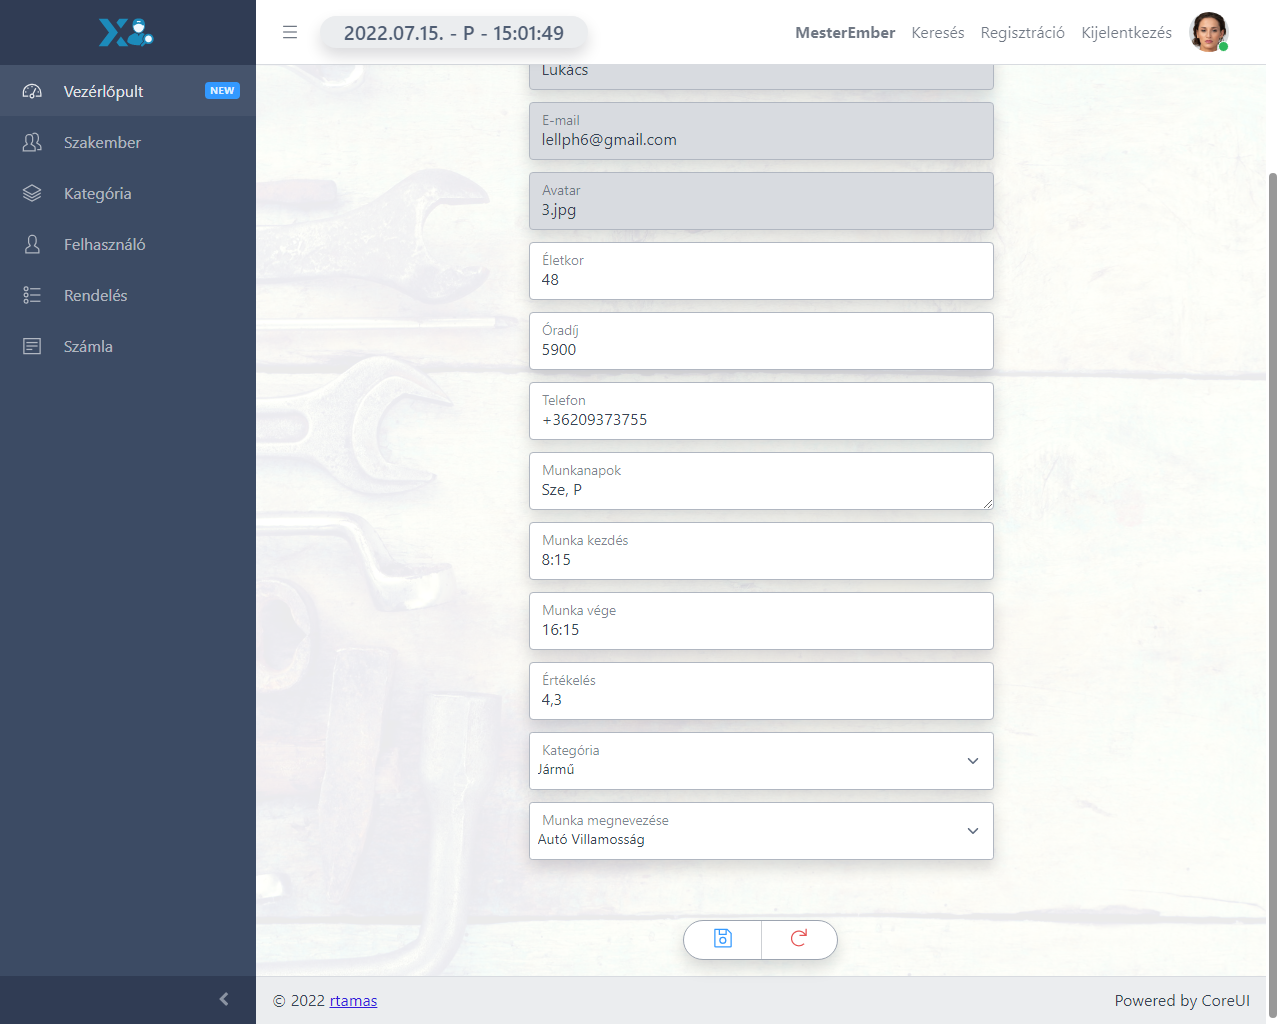 2022.07.15. - P - 15:01:49
MesterEmber Keresés Regisztráció Kijelentkezés
Vezérlőpult NEW
Szakember
Kategória
Felhasználó
Rendelés
Számla
Lukács
E-mail
lellph6@gmail.com
Avatar
3.jpg
Életkor
48
Óradíj
5900
Telefon
+36209373755
Munkanapok
Sze, P
Munka kezdés
8:15
Munka vége
16:15
Értékelés
4,3
Kategória
Jármű
Munka megnevezése
Autó Villamosság
© 2022 rtamas
Powered by CoreUI